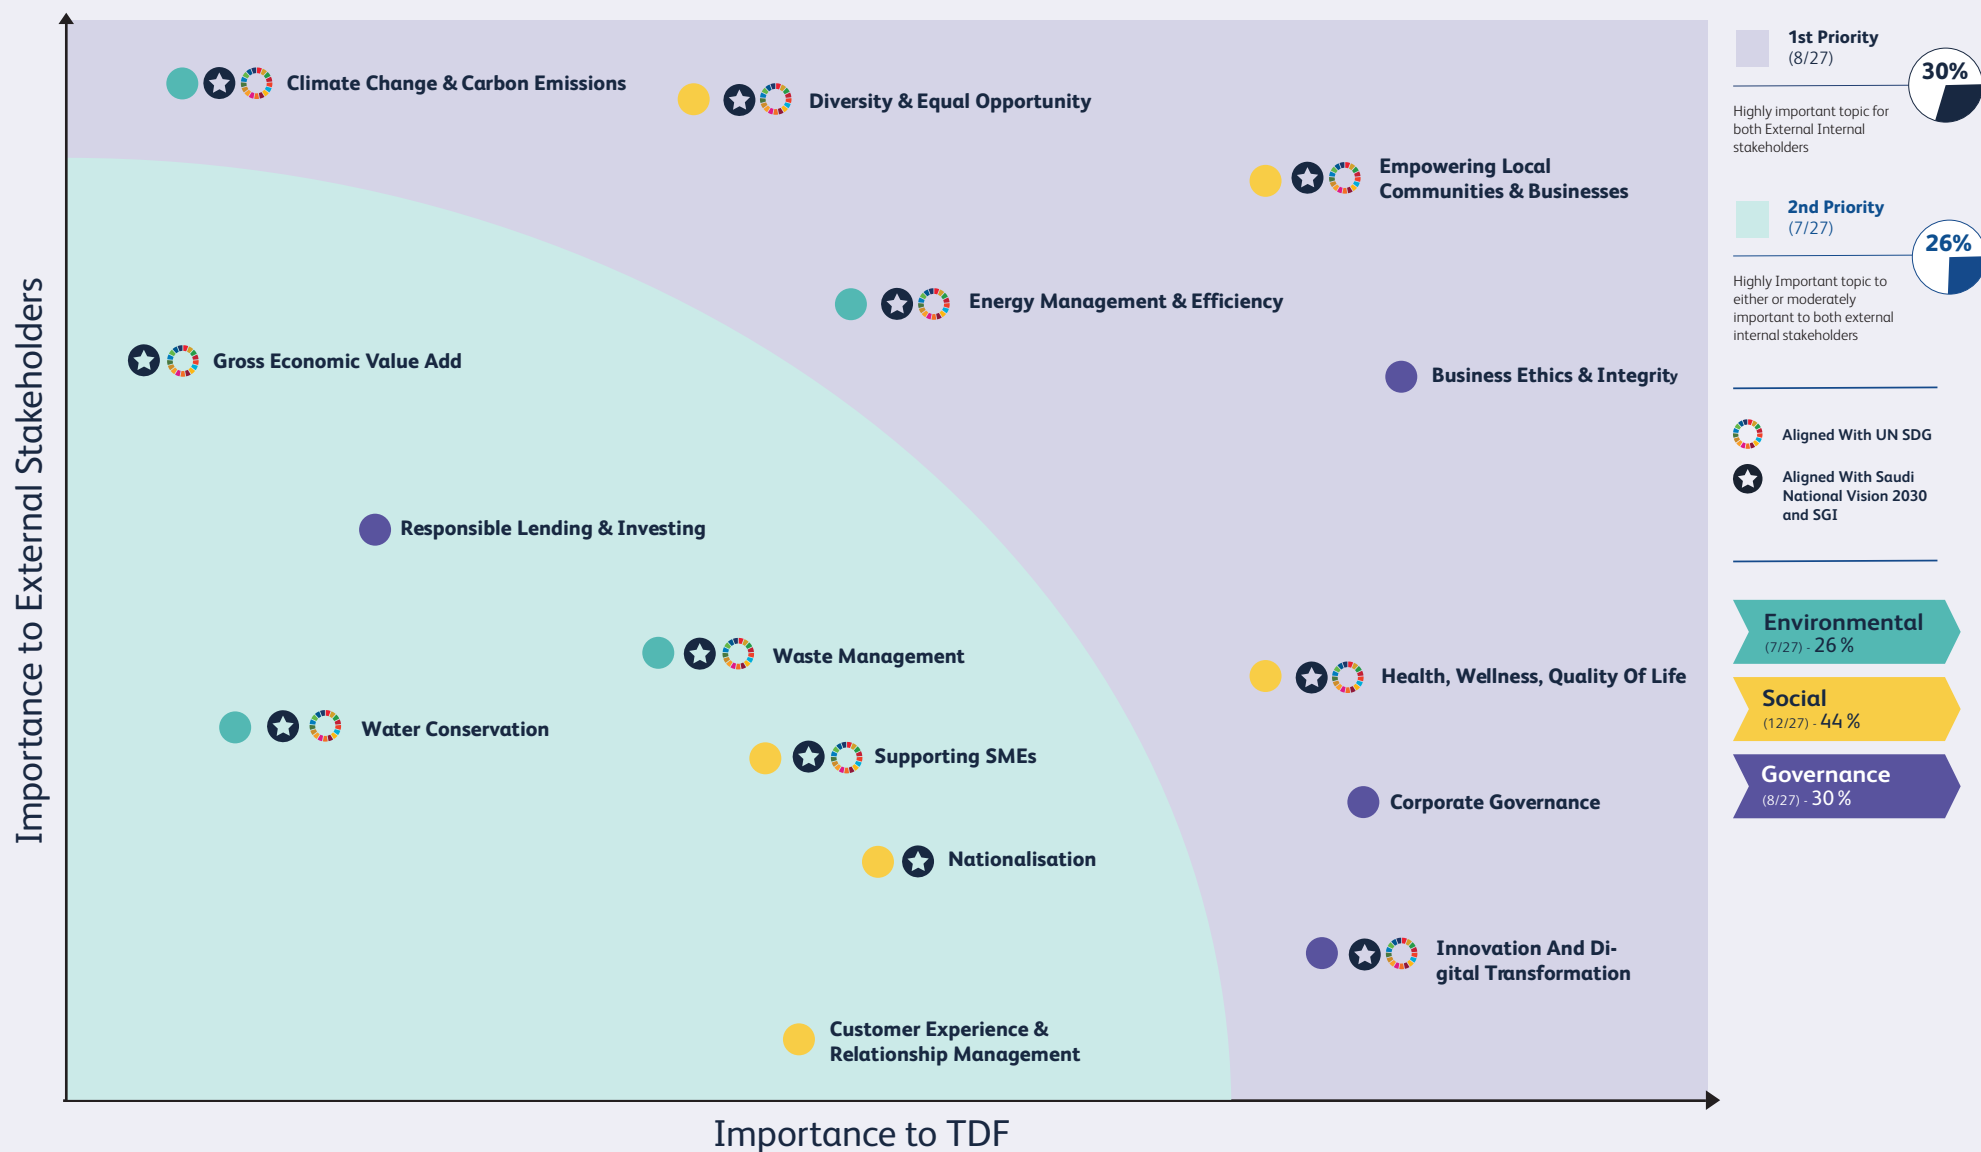 Importance to External Stakeholders
Climate Change & Carbon Emissions
Diversity & Equal Opportunity
Empowering Local
Communities & Businesses
Energy Management & Efficiency
Gross Economic Value Add
Business Ethics & Integrity
Responsible Lending & Investing
Waste Management
Health, Wellness, Quality Of Life
Water Conservation
Supporting SMEs
Corporate Governance
Nationalisation
Innovation And Di-
gital Transformation
Customer Experience &
Relationship Management
Importance to TDF
1st Priority
(8/27)
30%
Highly important topic for
both External Internal
stakeholders
2nd Priority
(7/27)
26%
Highly Important topic to
either or moderately
important to both external
internal stakeholders
Aligned With UN SDG
Aligned With Saudi
National Vision 2030
and SGI
Environmental
(7/27) - 26%
Social
(12/27) - 44%
Governance
(8/27) - 30%